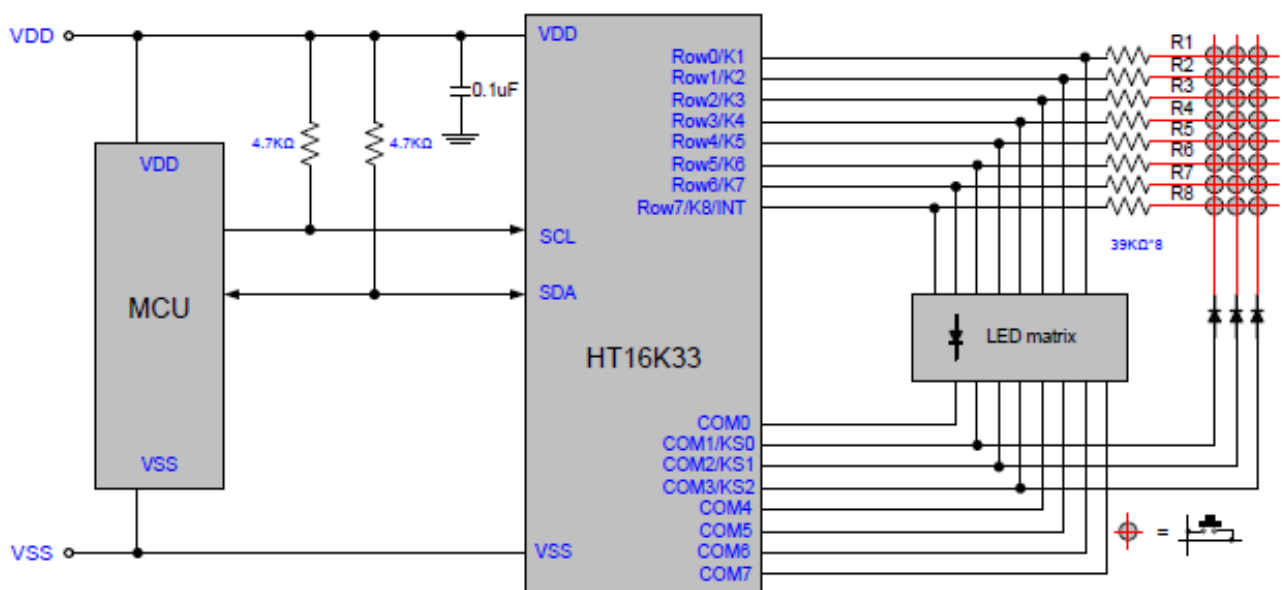 VDD
VDD
4.7KΩ
4.7KΩ
0.1uF
VDD
MCU
VSS
VSS
SCL
SDA
HT16K33
VSS
Row0/K1
Row1/K2
Row2/K3
Row3/K4
Row4/K5
Row5/K6
Row6/K7
Row7/K8/INT
R1
R2
R3
R4
R5
R6
R7
R8
39KΩ*8
LED matrix
COM0
COM1/KS0
COM2/KS1
COM3/KS2
COM4
COM5
COM6
COM7
=